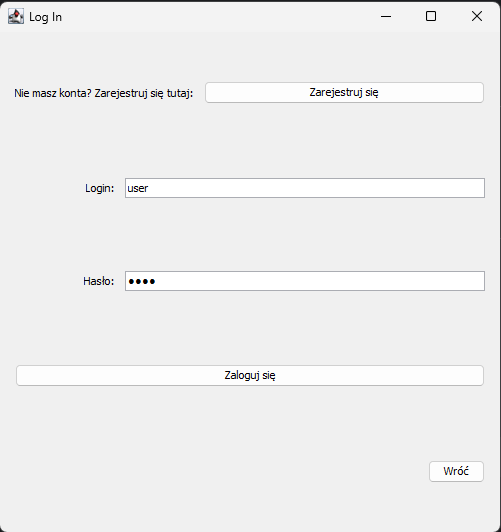 Log In
Nie masz konta? Zarejestruj się tutaj: Zarejestruj się
Login: user
Hasło: ••••
Zaloguj się
Wróć